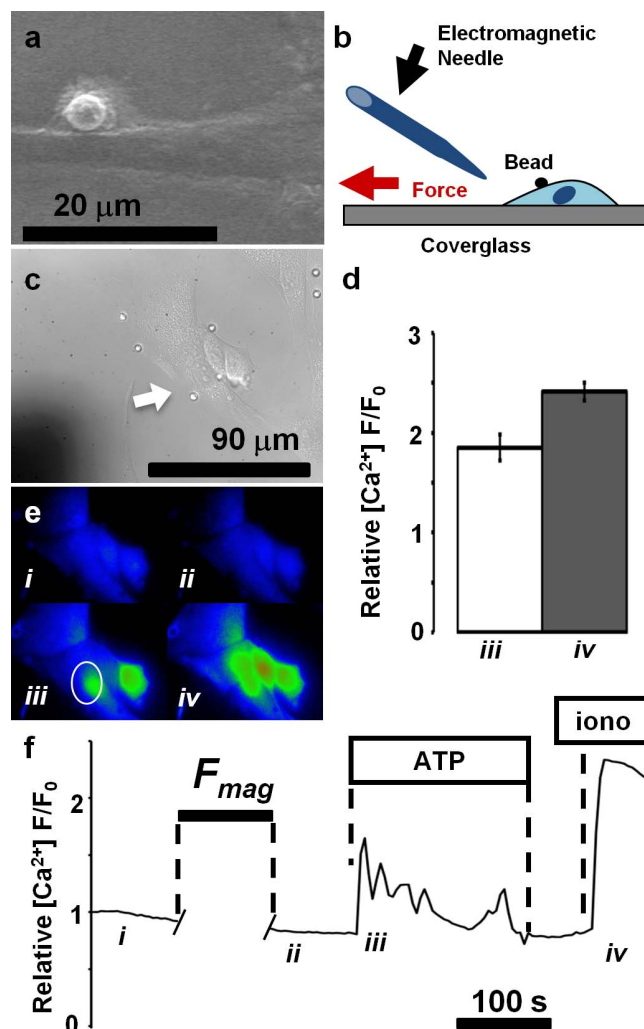 a
20 μm
b
Electromagnetic
Needle
Bead
Force
Coverglass
c
90 μm
d
3
2
1
0
Relative [Ca²⁺] F/F₀
iii
iv
e
i
ii
iii
iv
f
2
1
0
Relative [Ca²⁺] F/F₀
Fmag
ATP
iono
i
ii
iii
iv
100 s